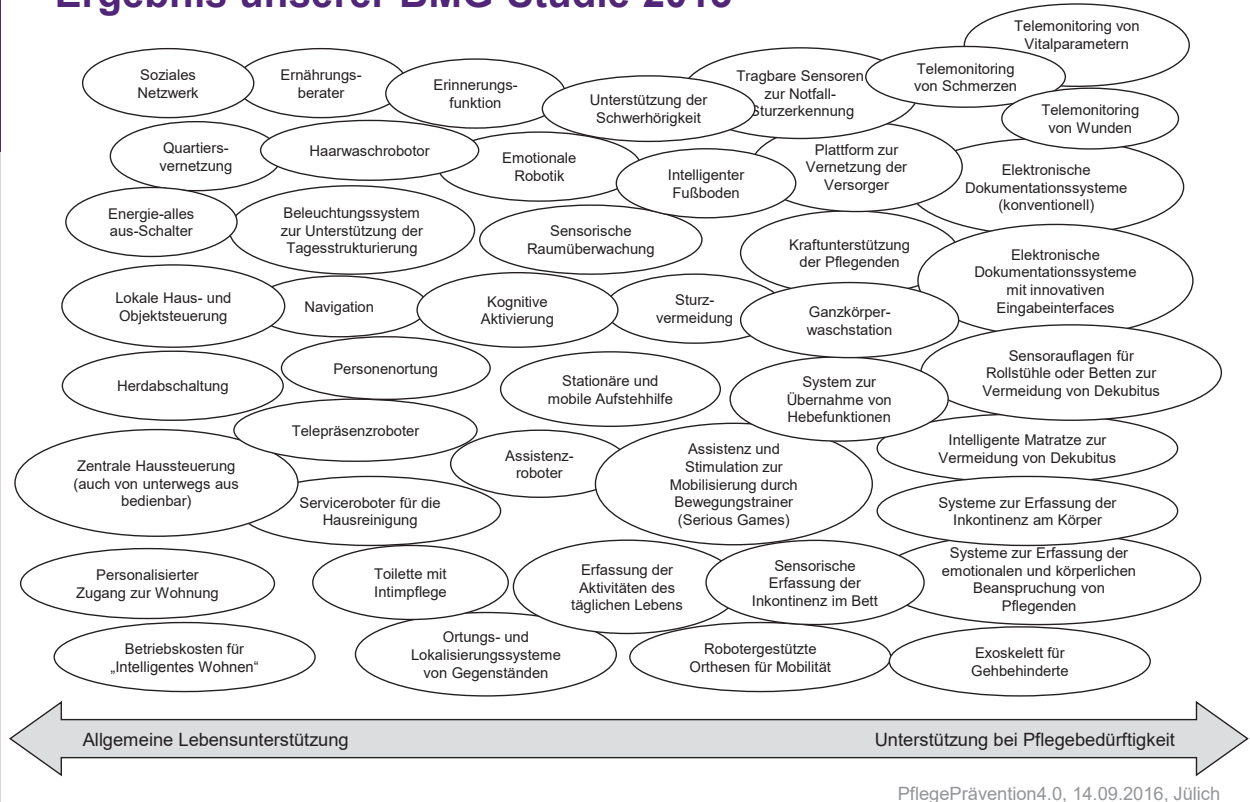 Ergebnis unserer BMG Studie 2013
Telemonitoring von
Vitalparametern
Soziales
Netzwerk
Ernährungs-
berater
Erinnerungs-
funktion
Unterstützung der
Schwerhörigkeit
Tragbare Sensoren
zur Notfall-
Sturzerkennung
Telemonitoring
von Schmerzen
Telemonitoring
von Wunden
Quartiers-
vernetzung
Haarwaschrobotor
Emotionale
Robotik
Intelligenter
Fußboden
Plattform zur
Vernetzung der
Versorger
Elektronische
Dokumentationssysteme
(konventionell)
Energie-alles
aus-Schalter
Beleuchtungssystem
zur Unterstützung der
Tagesstrukturierung
Sensorische
Raumüberwachung
Kraftunterstützung
der Pflegenden
Elektronische
Dokumentationssysteme
mit innovativen
Eingabeinterfaces
Lokale Haus- und
Objektsteuerung
Navigation
Kognitive
Aktivierung
Sturz-
vermeidung
Ganzkörper-
waschstation
Herdabschaltung
Personenortung
Stationäre und
mobile Aufstehhilfe
System zur
Übernahme von
Hebefunktionen
Sensorauflagen für
Rollstühle oder Betten zur
Vermeidung von Dekubitus
Telepräsenzroboter
Zentrale Haussteuerung
(auch von unterwegs aus
bedienbar)
Assistenz-
roboter
Assistenz und
Stimulation zur
Mobilisierung durch
Bewegungstrainer
(Serious Games)
Intelligente Matratze zur
Vermeidung von Dekubitus
Serviceroboter für die
Hausreinigung
Systeme zur Erfassung der
Inkontinenz am Körper
Personalisierter
Zugang zur Wohnung
Toilette mit
Intimpflege
Erfassung der
Aktivitäten des
täglichen Lebens
Sensorische
Erfassung der
Inkontinenz im Bett
Systeme zur Erfassung der
emotionalen und körperlichen
Beanspruchung von
Pflegenden
Betriebskosten für
„Intelligentes Wohnen“
Ortungs- und
Lokalisierungssysteme
von Gegenständen
Robotergestützte
Orthesen für Mobilität
Exoskelett für
Gehbehinderte
Allgemeine Lebensunterstützung
Unterstützung bei Pflegebedürftigkeit
PflegePrävention4.0, 14.09.2016, Jülich